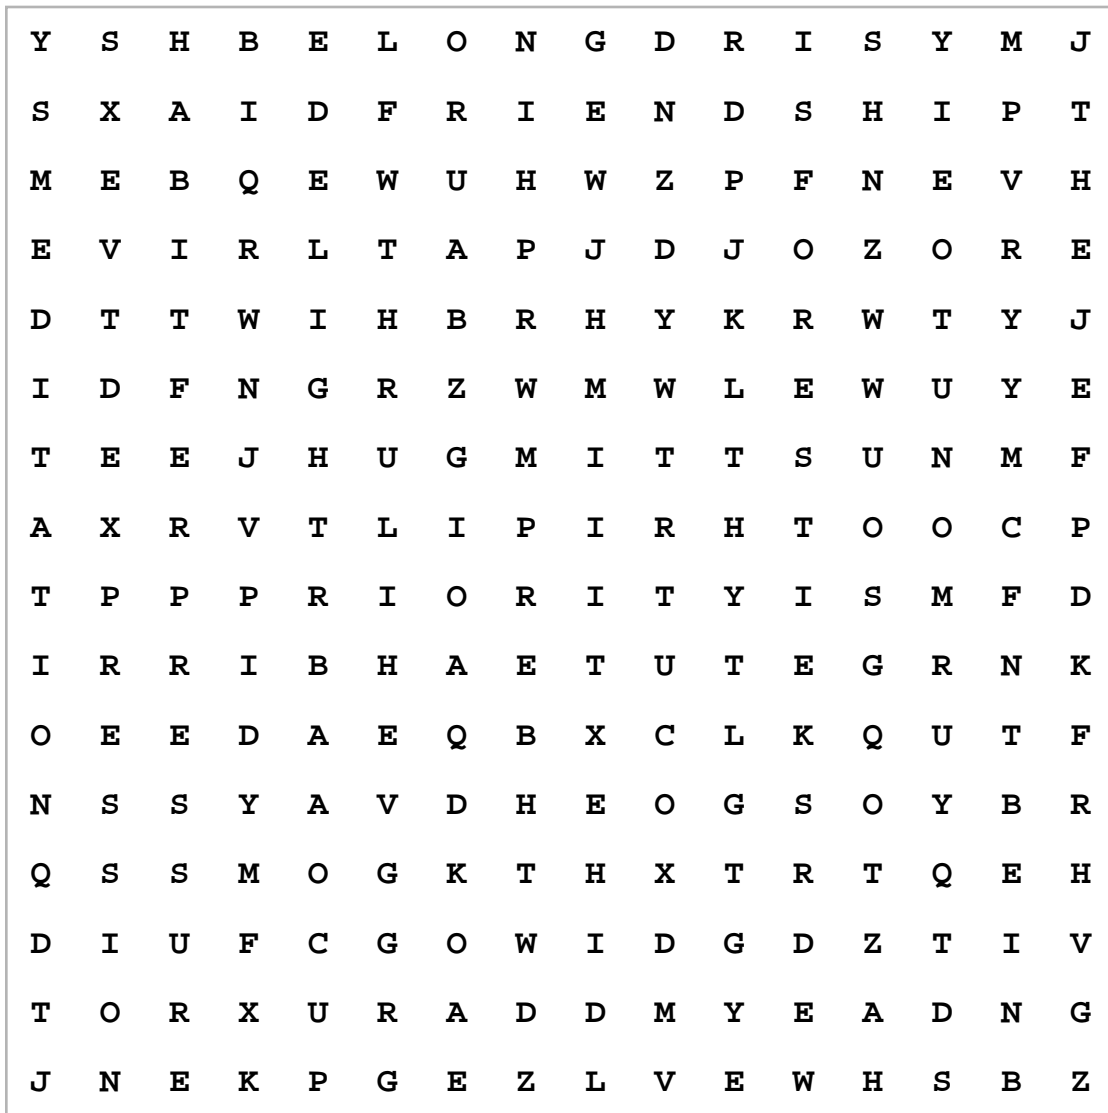 Y S H B E L O N G D R I S Y M J
S X A I D F R I E N D S H I P T
M E B Q E W U H W Z P F N E V H
E V I R L T A P J D J O Z O R E
D T T W I H B R H Y K R W T Y J
I D F N G R Z W M W L E W U Y E
T E E J H U G M I T T S U N M F
A X R V T L I P I R H T O O C P
T P P P R I O R I T Y I S M F D
I R R I B H A E T U T E G R N K
O E E D A E Q B X C L K Q U T F
N S S Y A V D H E O G S O Y B R
Q S S M O G K T H X T R T Q E H
D I U F C G O W I D G D Z T I V
T O R X U R A D D M Y E A D N G
J N E K P G E Z L V E W H S B Z